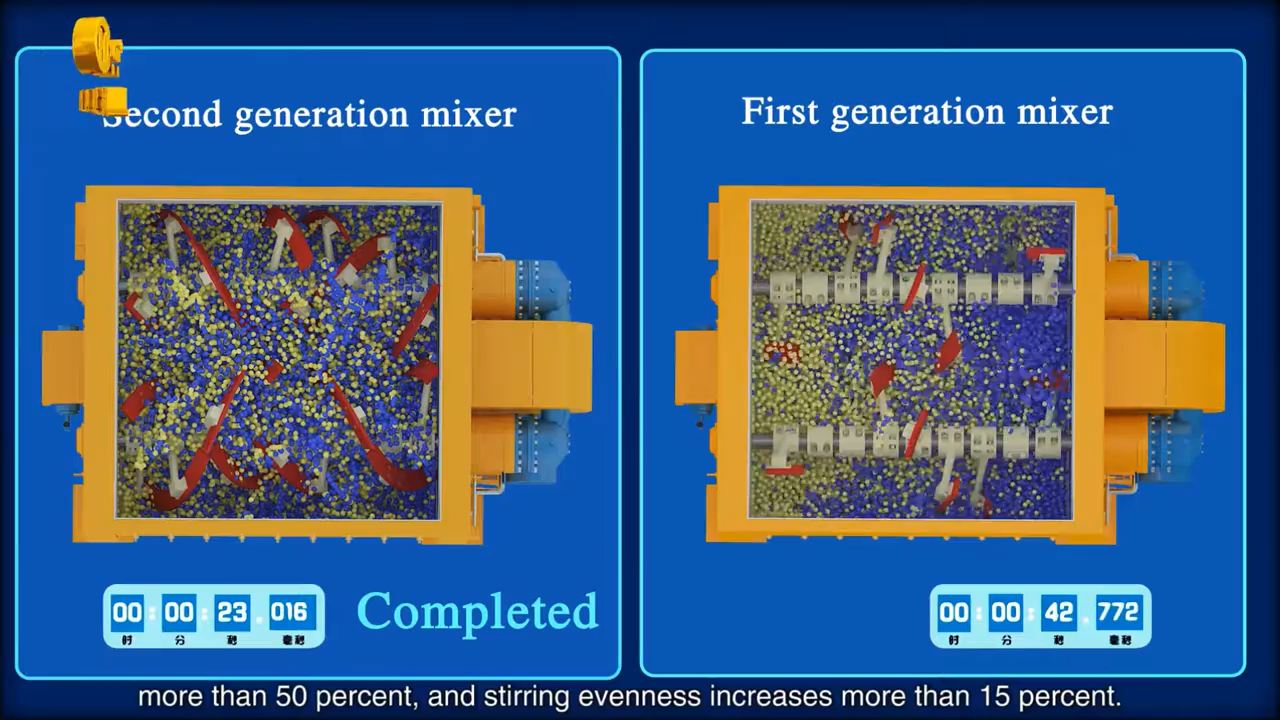 Second generation mixer
First generation mixer
00:00:23.016
时 分 秒 毫秒
Completed
00:00:42.772
时 分 秒 毫秒
more than 50 percent, and stirring evenness increases more than 15 percent.